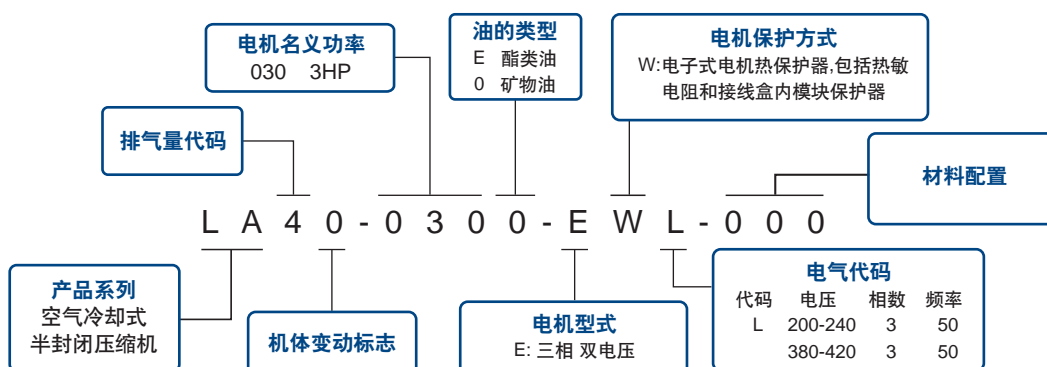 电机名义功率
030 3HP
油的类型
E 酯类油
0 矿物油
电机保护方式
W:电子式电机热保护器,包括热敏
电阻和接线盒内模块保护器
排气量代码
材料配置
L A 4 0 - 0 3 0 0 - E W L - 0 0 0
产品系列
空气冷却式
半封闭压缩机
机体变动标志
电机型式
E: 三相 双电压
电气代码
代码 电压 相数 频率
L 200-240 3 50
380-420 3 50